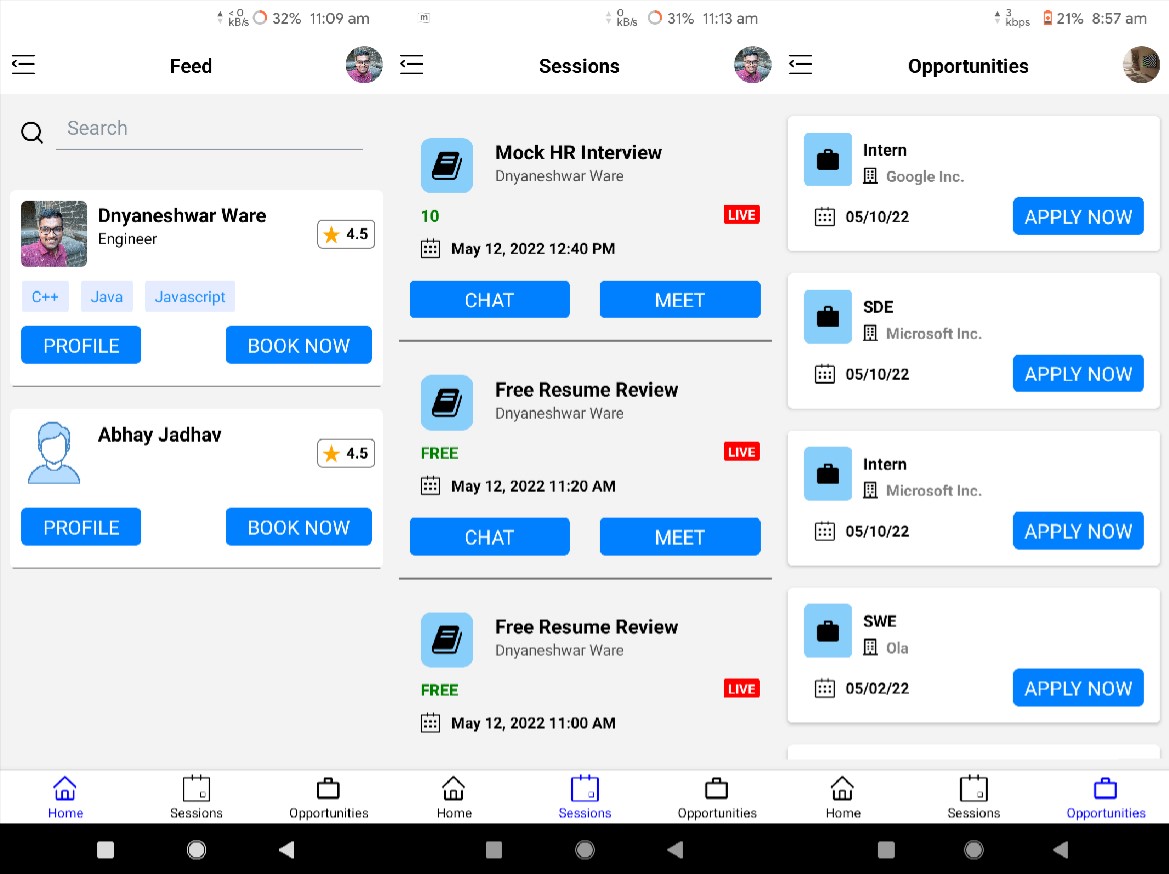 < 0
kB/s
32%
11:09 am
Feed
Search
Dnyaneshwar Ware
Engineer
4.5
C++
Java
Javascript
PROFILE
BOOK NOW
Abhay Jadhav
4.5
PROFILE
BOOK NOW
Home
Sessions
Opportunities
m
0
kB/s
31%
11:13 am
Sessions
Mock HR Interview
Dnyaneshwar Ware
10
LIVE
May 12, 2022 12:40 PM
CHAT
MEET
Free Resume Review
Dnyaneshwar Ware
FREE
LIVE
May 12, 2022 11:20 AM
CHAT
MEET
Free Resume Review
Dnyaneshwar Ware
FREE
LIVE
May 12, 2022 11:00 AM
Home
Sessions
Opportunities
3
kbps
21%
8:57 am
Opportunities
Intern
Google Inc.
05/10/22
APPLY NOW
SDE
Microsoft Inc.
05/10/22
APPLY NOW
Intern
Microsoft Inc.
05/10/22
APPLY NOW
SWE
Ola
05/02/22
APPLY NOW
Home
Sessions
Opportunities